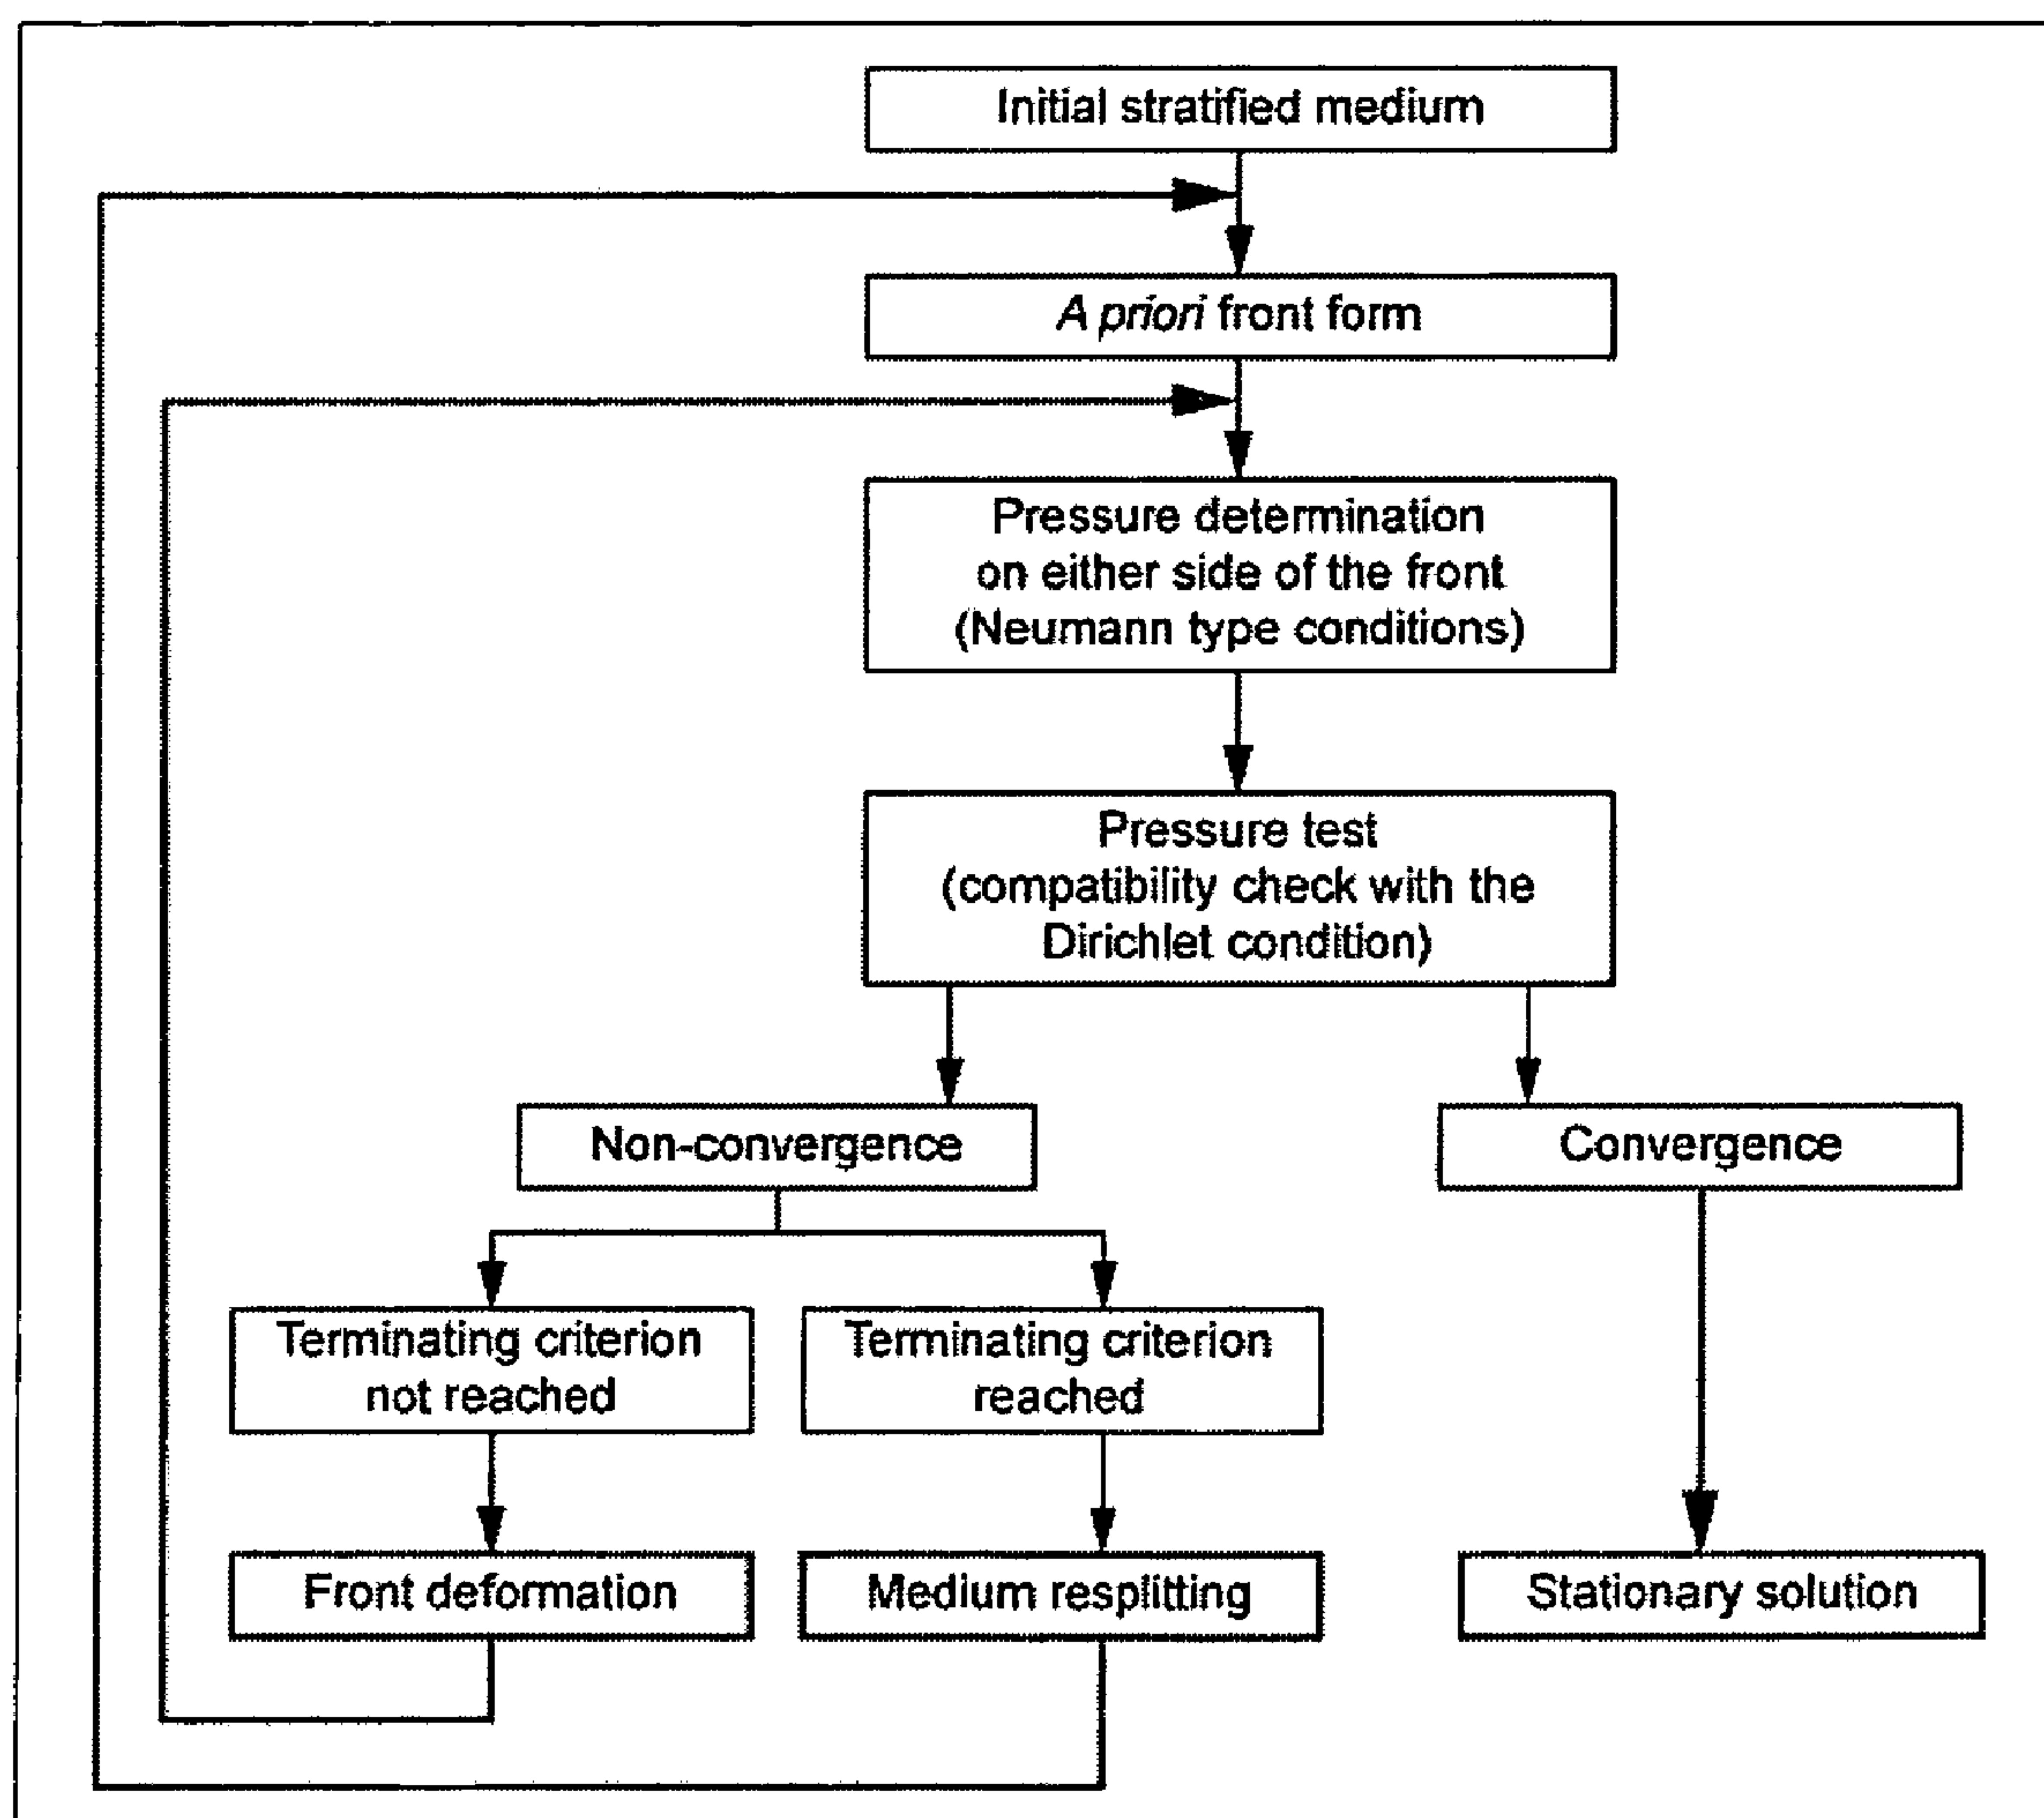 Initial stratified medium
A priori front form
Pressure determination
on either side of the front
(Neumann type conditions)
Pressure test
(compatibility check with the
Dirichlet condition)
Non-convergence
Convergence
Terminating criterion
not reached
Terminating criterion
reached
Front deformation
Medium resplitting
Stationary solution